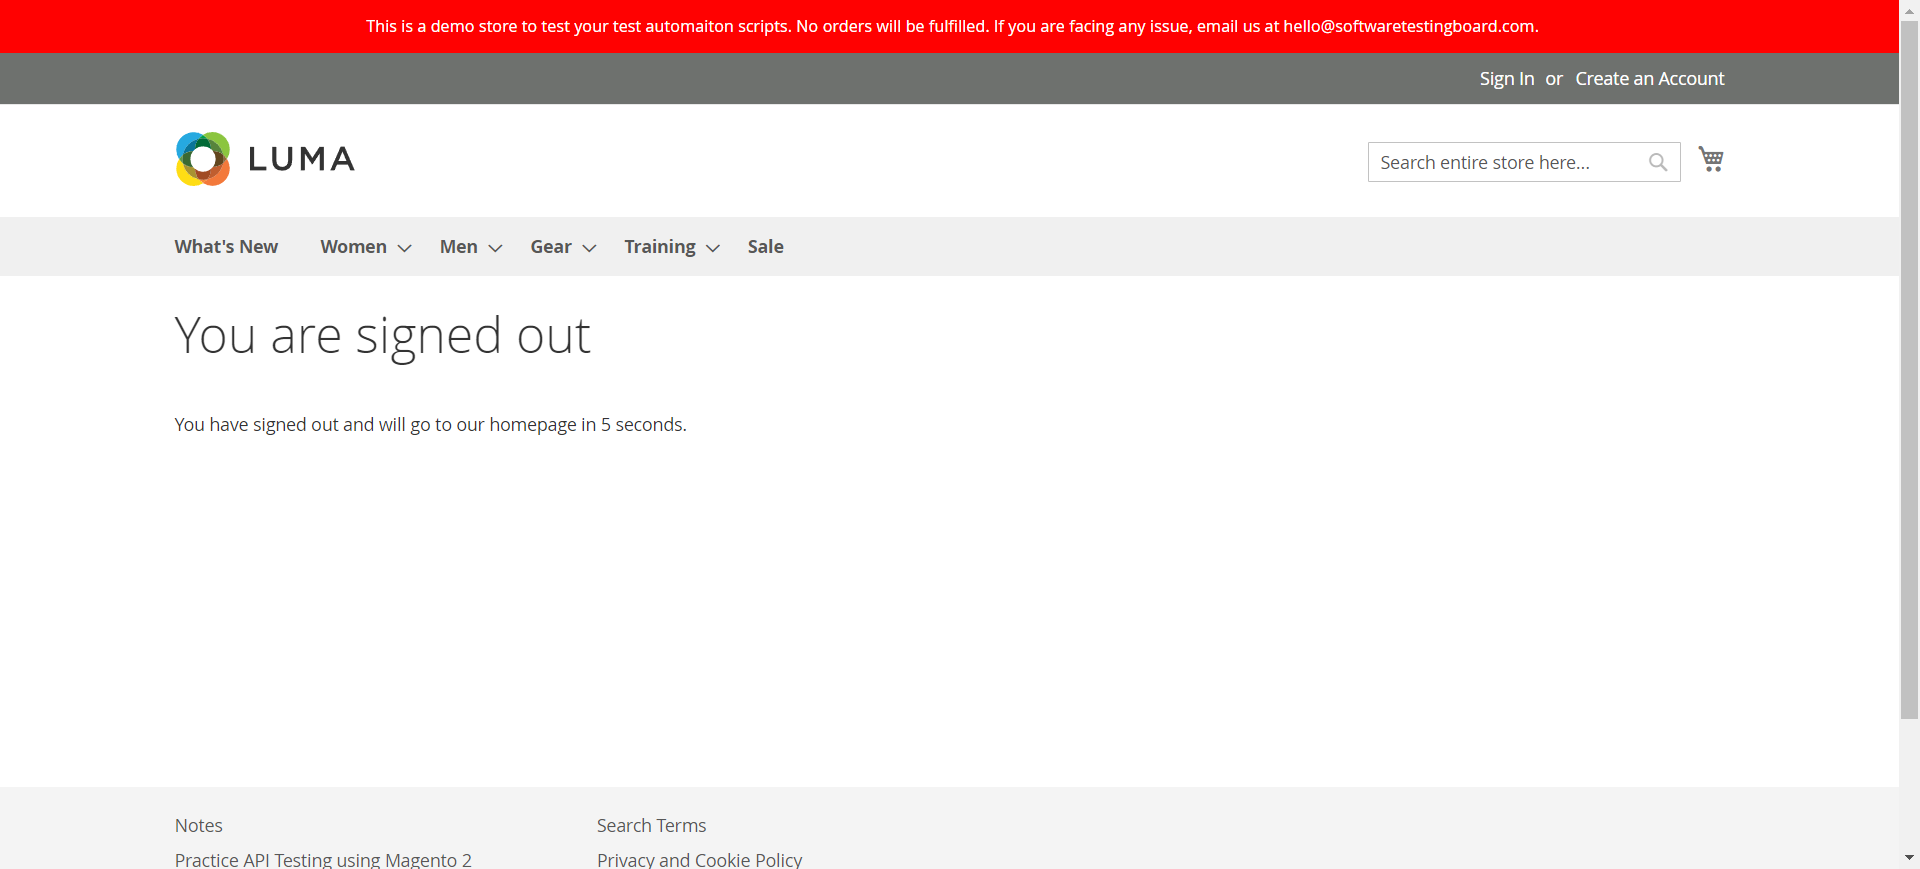 This is a demo store to test your test automaiton scripts. No orders will be fulfilled. If you are facing any issue, email us at hello@softwaretestingboard.com.
Sign In or Create an Account
LUMA
Search entire store here...
What's New Women Men Gear Training Sale
You are signed out
You have signed out and will go to our homepage in 5 seconds.
Notes Search Terms
Practice API Testing using Magento 2 Privacy and Cookie Policy